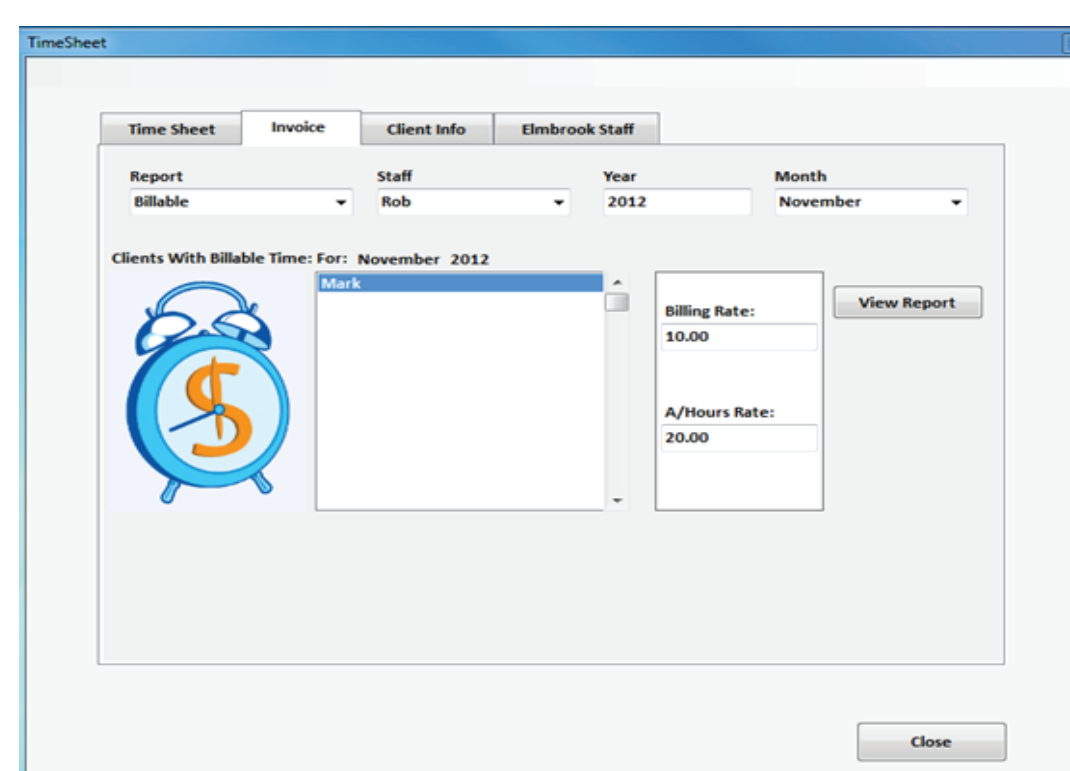 TimeSheet
Time Sheet Invoice Client Info Elmbrook Staff
Report Staff Year Month
Billable Rob 2012 November
Clients With Billable Time: For: November 2012
Mark
Billing Rate: View Report
10.00
A/Hours Rate:
20.00
Close